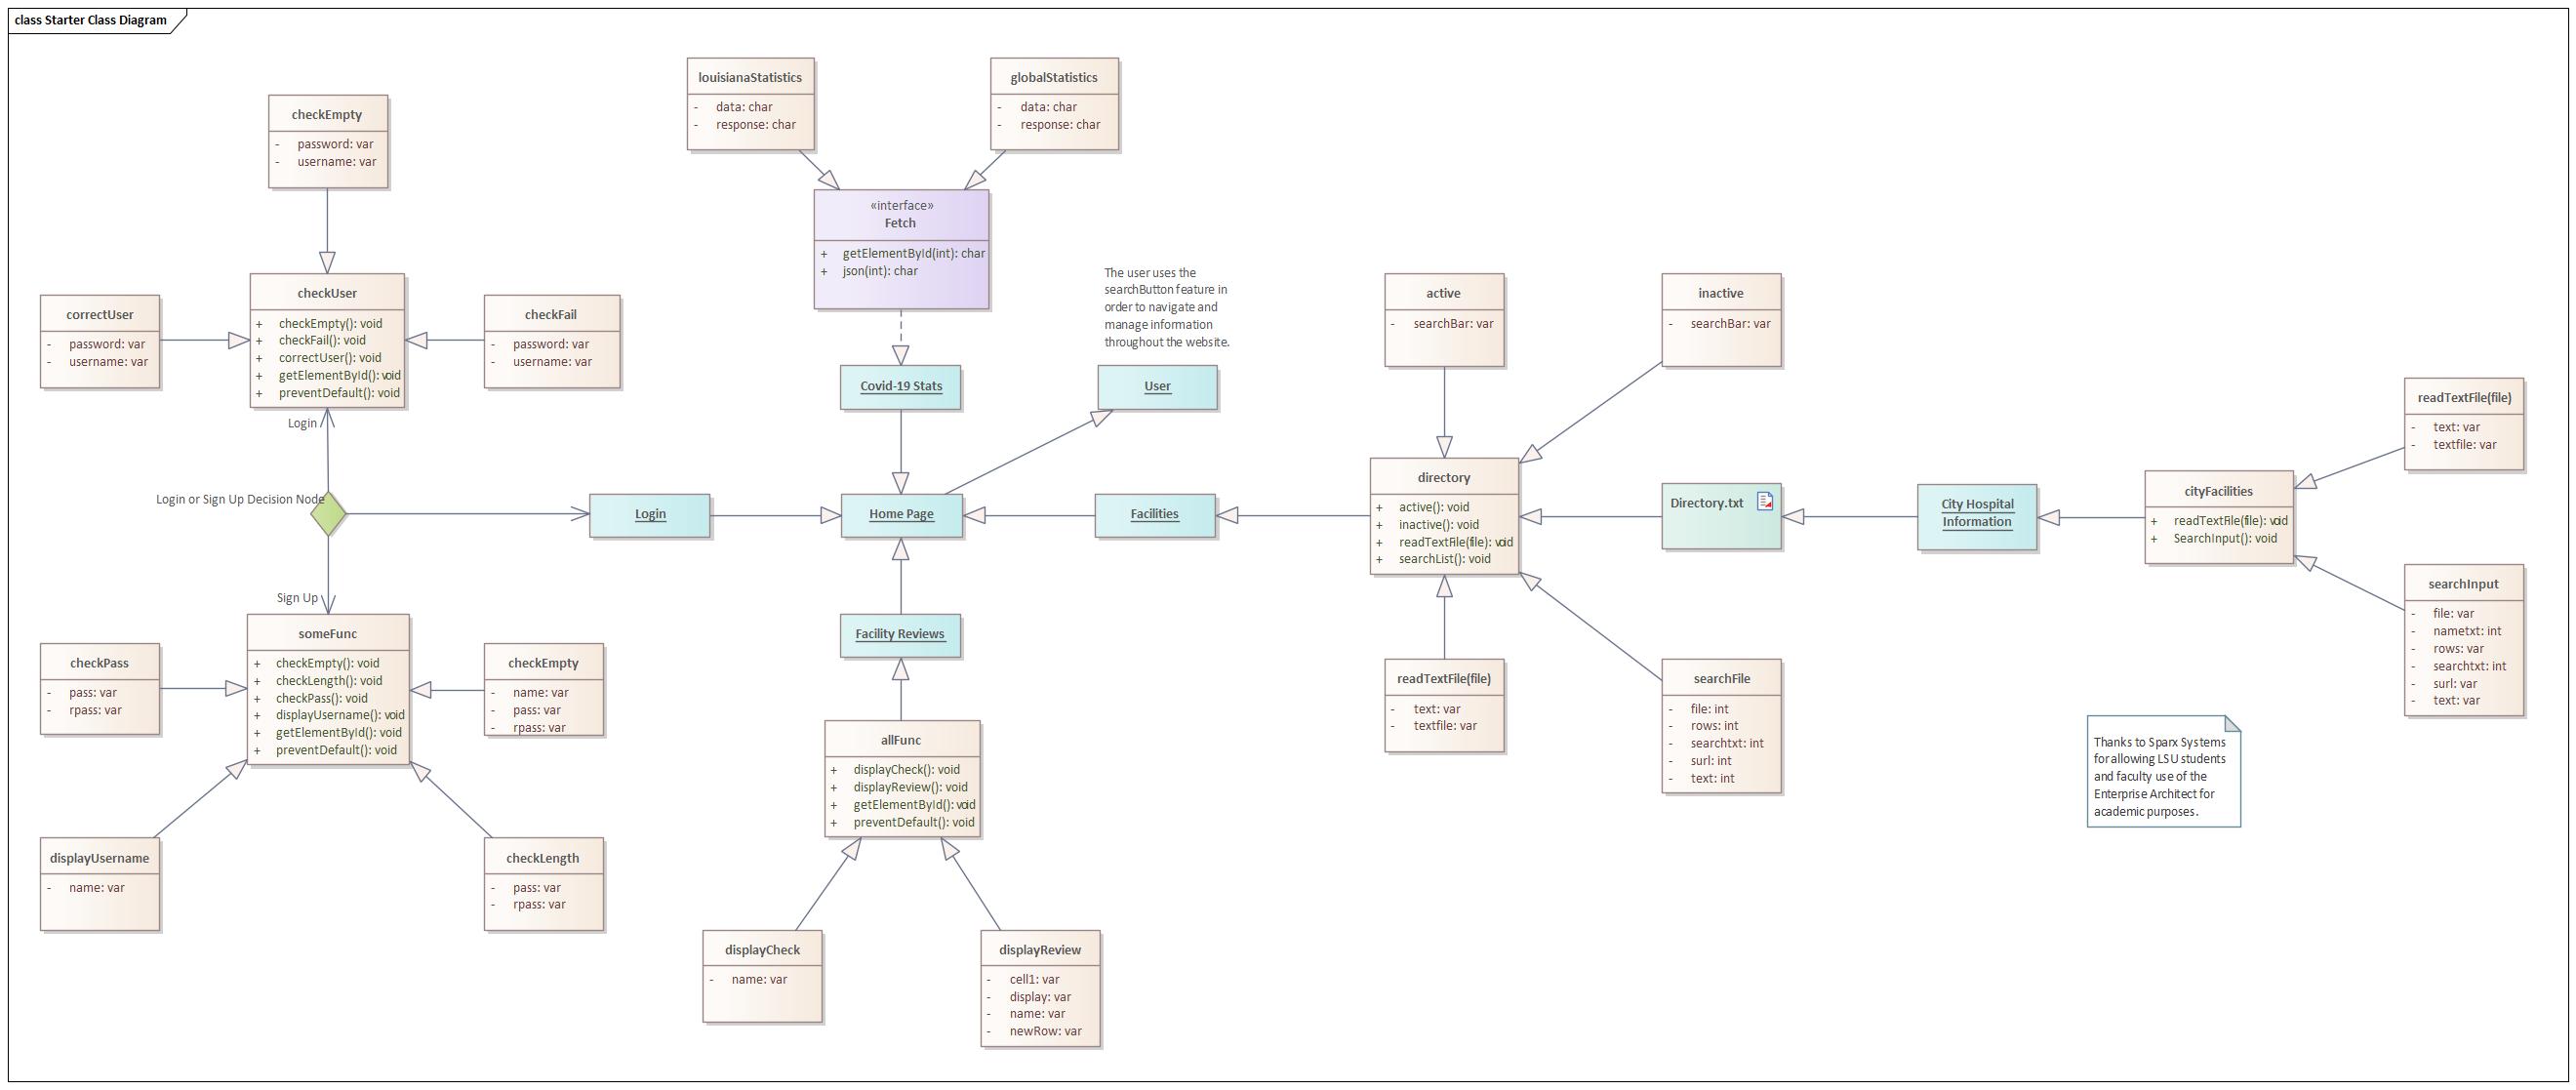 class Starter Class Diagram
louisianaStatistics
- data: char
- response: char
globalStatistics
- data: char
- response: char
checkEmpty
- password: var
- username: var
«interface»
Fetch
+ getElementById(int): char
+ json(int): char
The user uses the
searchButton feature in
order to navigate and
manage information
throughout the website.
checkUser
+ checkEmpty(): void
+ checkFail(): void
+ correctUser(): void
+ getElementById(): void
+ preventDefault(): void
correctUser
- password: var
- username: var
checkFail
- password: var
- username: var
active
- searchBar: var
inactive
- searchBar: var
Covid-19 Stats
User
Login
Login or Sign Up Decision Node
Sign Up
Login
Home Page
Facilities
directory
+ active(): void
+ inactive(): void
+ readTextFile(file): void
+ searchList(): void
Directory.txt
City Hospital
Information
cityFacilities
+ readTextFile(file): void
+ SearchInput(): void
readTextFile(file)
- text: var
- textfile: var
searchInput
- file: var
- nametxt: int
- rows: var
- searchtxt: int
- surl: var
- text: var
someFunc
+ checkEmpty(): void
+ checkLength(): void
+ checkPass(): void
+ displayUsername(): void
+ getElementById(): void
+ preventDefault(): void
checkPass
- pass: var
- rpass: var
checkEmpty
- name: var
- pass: var
- rpass: var
Facility Reviews
allFunc
+ displayCheck(): void
+ displayReview(): void
+ getElementById(): void
+ preventDefault(): void
readTextFile(file)
- text: var
- textfile: var
searchFile
- file: int
- rows: int
- searchtxt: int
- surl: int
- text: int
Thanks to Sparx Systems
for allowing LSU students
and faculty use of the
Enterprise Architect for
academic purposes.
displayUsername
- name: var
checkLength
- pass: var
- rpass: var
displayCheck
- name: var
displayReview
- cell1: var
- display: var
- name: var
- newRow: var